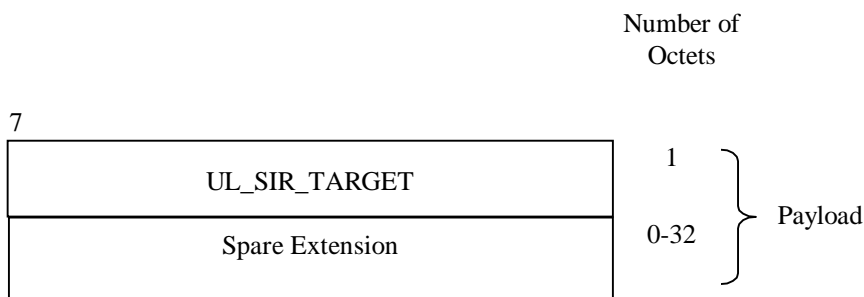 Number of
Octets
7
UL_SIR_TARGET
1
Spare Extension
0-32
Payload